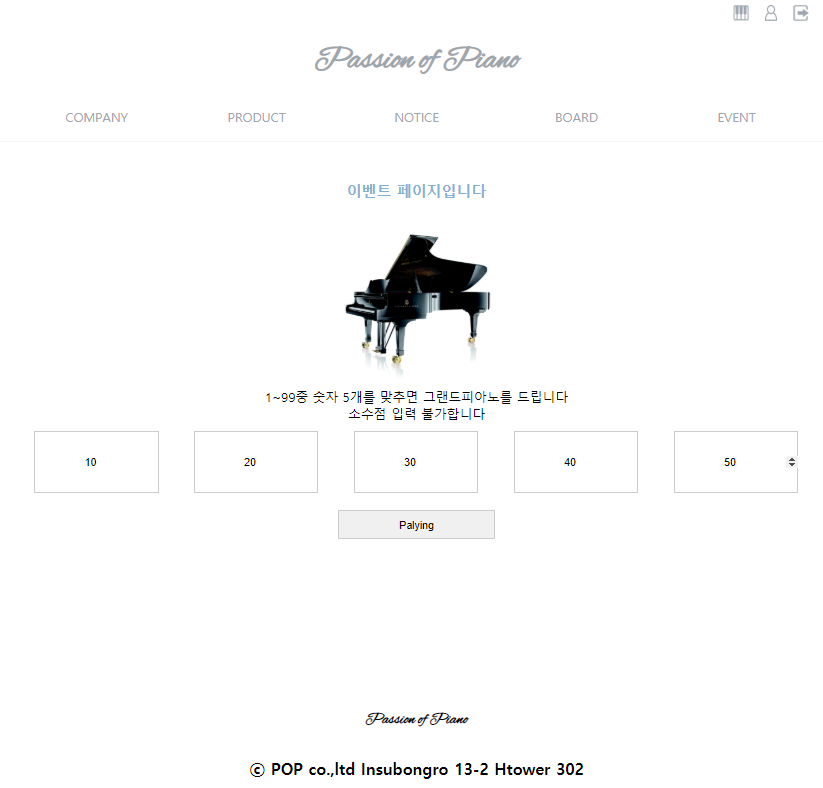 Passion of Piano
COMPANY PRODUCT NOTICE BOARD EVENT
이벤트 페이지입니다
1~99중 숫자 5개를 맞추면 그랜드피아노를 드립니다
소수점 입력 불가합니다
10 20 30 40 50
Palying
Passion of Piano
ⓒ POP co.,ltd Insubongro 13-2 Htower 302